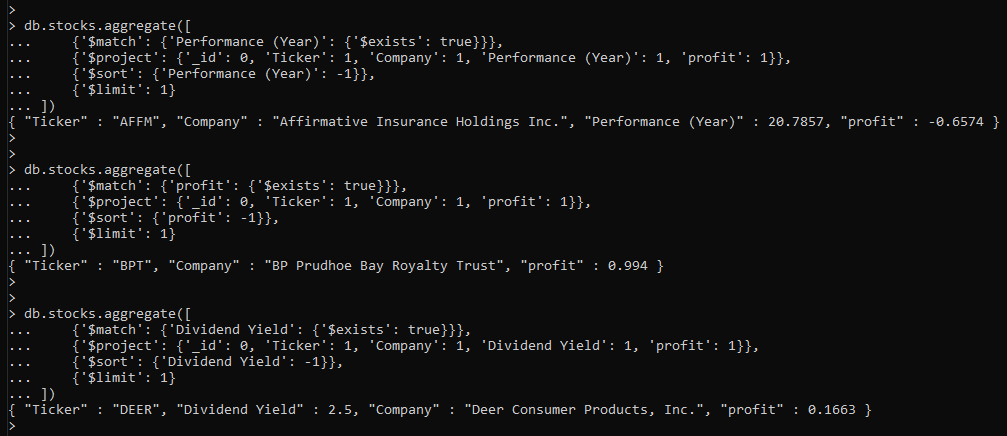 >
> db.stocks.aggregate([
...     {'$match': {'Performance (Year)': {'$exists': true}}},
...     {'$project': {'_id': 0, 'Ticker': 1, 'Company': 1, 'Performance (Year)': 1, 'profit': 1}},
...     {'$sort': {'Performance (Year)': -1}},
...     {'$limit': 1}
... ])
{ "Ticker" : "AFFM", "Company" : "Affirmative Insurance Holdings Inc.", "Performance (Year)" : 20.7857, "profit" : -0.6574 }
>
>
> db.stocks.aggregate([
...     {'$match': {'profit': {'$exists': true}}},
...     {'$project': {'_id': 0, 'Ticker': 1, 'Company': 1, 'profit': 1}},
...     {'$sort': {'profit': -1}},
...     {'$limit': 1}
... ])
{ "Ticker" : "BPT", "Company" : "BP Prudhoe Bay Royalty Trust", "profit" : 0.994 }
>
>
> db.stocks.aggregate([
...     {'$match': {'Dividend Yield': {'$exists': true}}},
...     {'$project': {'_id': 0, 'Ticker': 1, 'Company': 1, 'Dividend Yield': 1, 'profit': 1}},
...     {'$sort': {'Dividend Yield': -1}},
...     {'$limit': 1}
... ])
{ "Ticker" : "DEER", "Dividend Yield" : 2.5, "Company" : "Deer Consumer Products, Inc.", "profit" : 0.1663 }
>